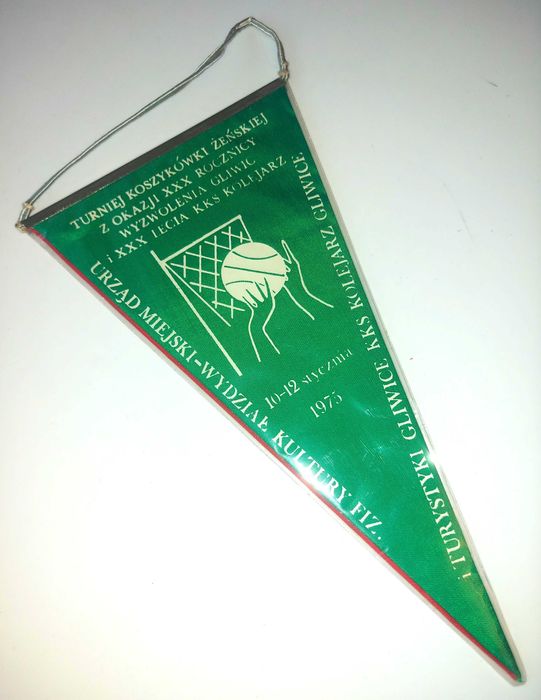 TURNIEJ KOSZYKÓWKI ŻEŃSKIEJ
Z OKAZJI XXX ROCZNICY
WYZWOLENIA GLIWIC
i XXX LECIA KKS KOLEJARZ
10-12 stycznia
1975
URZĄD MIEJSKI-WYDZIAŁ KULTURY FIZ.
i TURYSTYKI GLIWICE, KKS KOLEJARZ GLIWICE